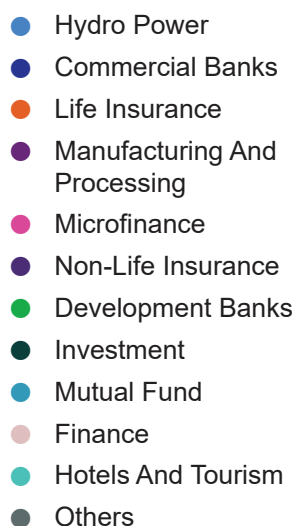 Hydro Power
Commercial Banks
Life Insurance
Manufacturing And
Processing
Microfinance
Non-Life Insurance
Development Banks
Investment
Mutual Fund
Finance
Hotels And Tourism
Others